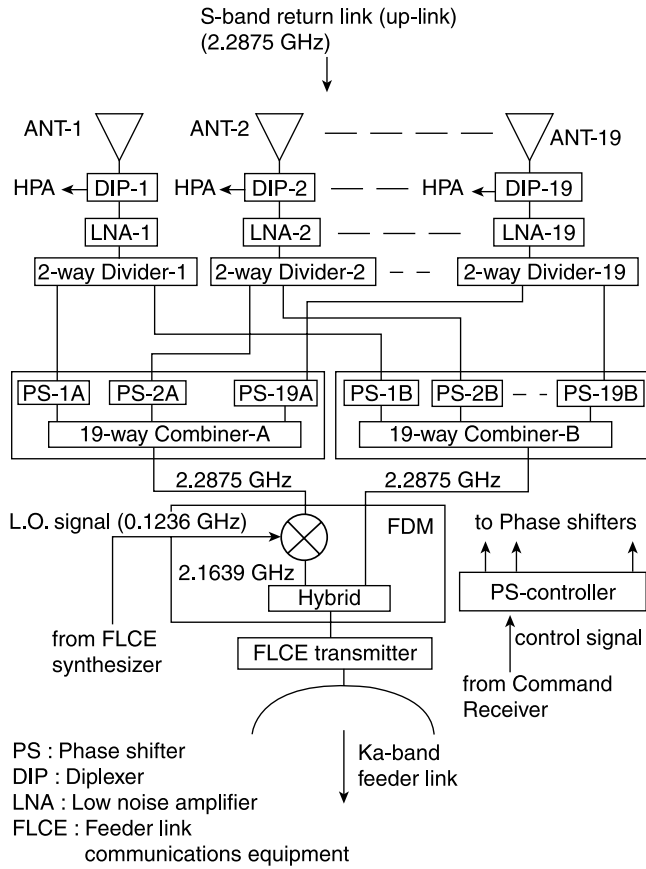 S-band return link (up-link)
(2.2875 GHz)
ANT-1 ANT-2 ANT-19
HPA DIP-1 HPA DIP-2 HPA DIP-19
LNA-1 LNA-2 LNA-19
2-way Divider-1 2-way Divider-2 2-way Divider-19
PS-1A PS-2A PS-19A PS-1B PS-2B PS-19B
19-way Combiner-A 19-way Combiner-B
2.2875 GHz 2.2875 GHz
L.O. signal (0.1236 GHz) FDM to Phase shifters
2.1639 GHz
Hybrid PS-controller
from FLCE
synthesizer
control signal
FLCE transmitter
from Command
Receiver
Ka-band
feeder link
PS : Phase shifter
DIP : Diplexer
LNA : Low noise amplifier
FLCE : Feeder link
communications equipment